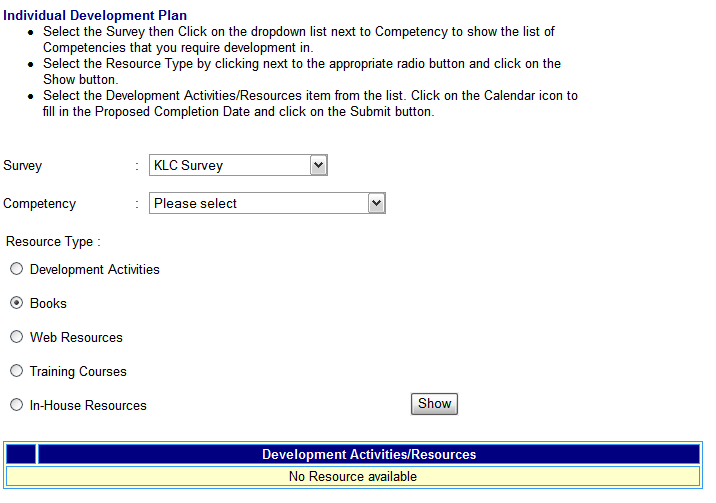 Individual Development Plan
Select the Survey then Click on the dropdown list next to Competency to show the list of
Competencies that you require development in.
Select the Resource Type by clicking next to the appropriate radio button and click on the
Show button.
Select the Development Activities/Resources item from the list. Click on the Calendar icon to
fill in the Proposed Completion Date and click on the Submit button.
Survey : KLC Survey
Competency : Please select
Resource Type :
Development Activities
Books
Web Resources
Training Courses
In-House Resources Show
Development Activities/Resources
No Resource available